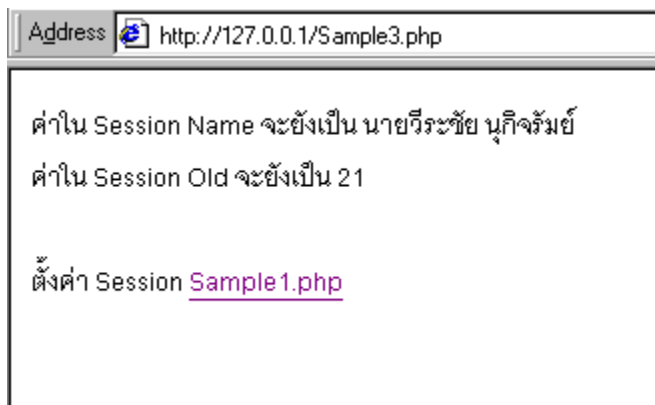 Address http://127.0.0.1/Sample3.php
ค่าใน Session Name จะยังเป็น นายวีระชัย นุกิจรัมย์
ค่าใน Session Old จะยังเป็น 21
ตั้งค่า Session Sample1.php